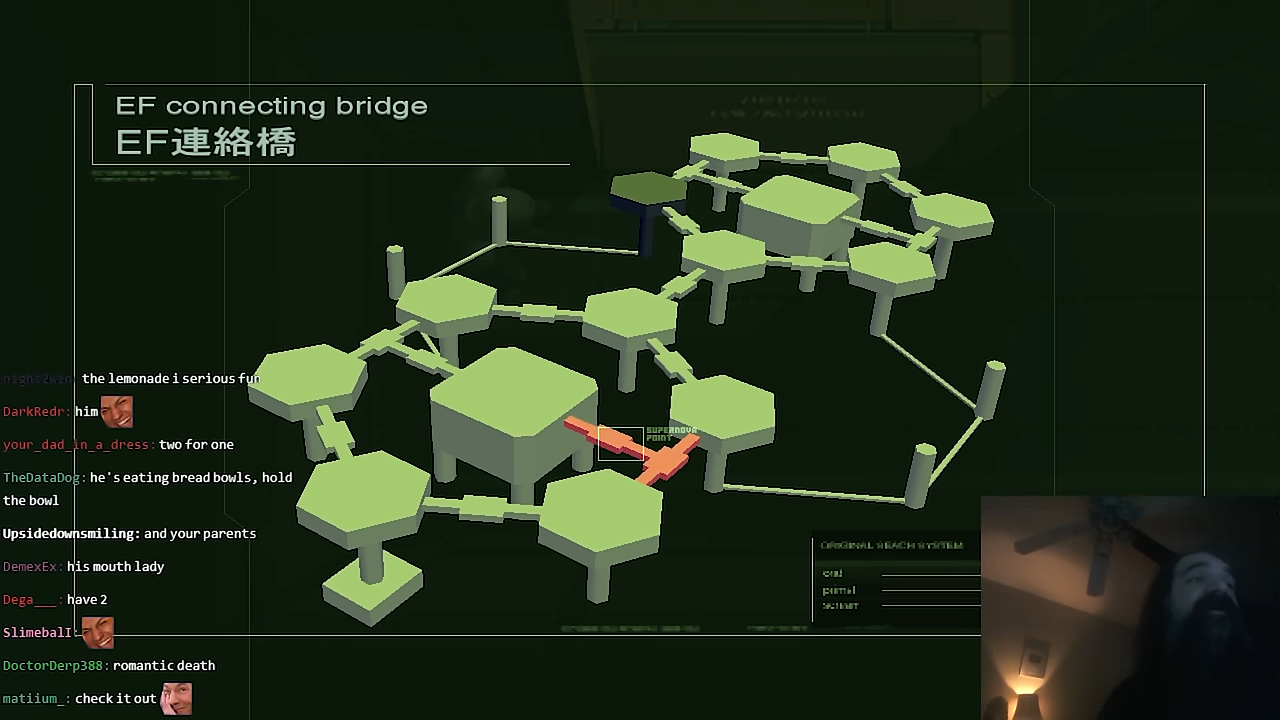 EF connecting bridge
EF連絡橋
SUPERNOVA
POINT
night2win: the lemonade i serious fun
DarkRedr: him
your_dad_in_a_dress: two for one
TheDataDog: he's eating bread bowls, hold
the bowl
Upsidedownsmiling: and your parents
DemexEx: his mouth lady
Dega___: have 2
SlimebalI:
DoctorDerp388: romantic death
matiium_: check it out